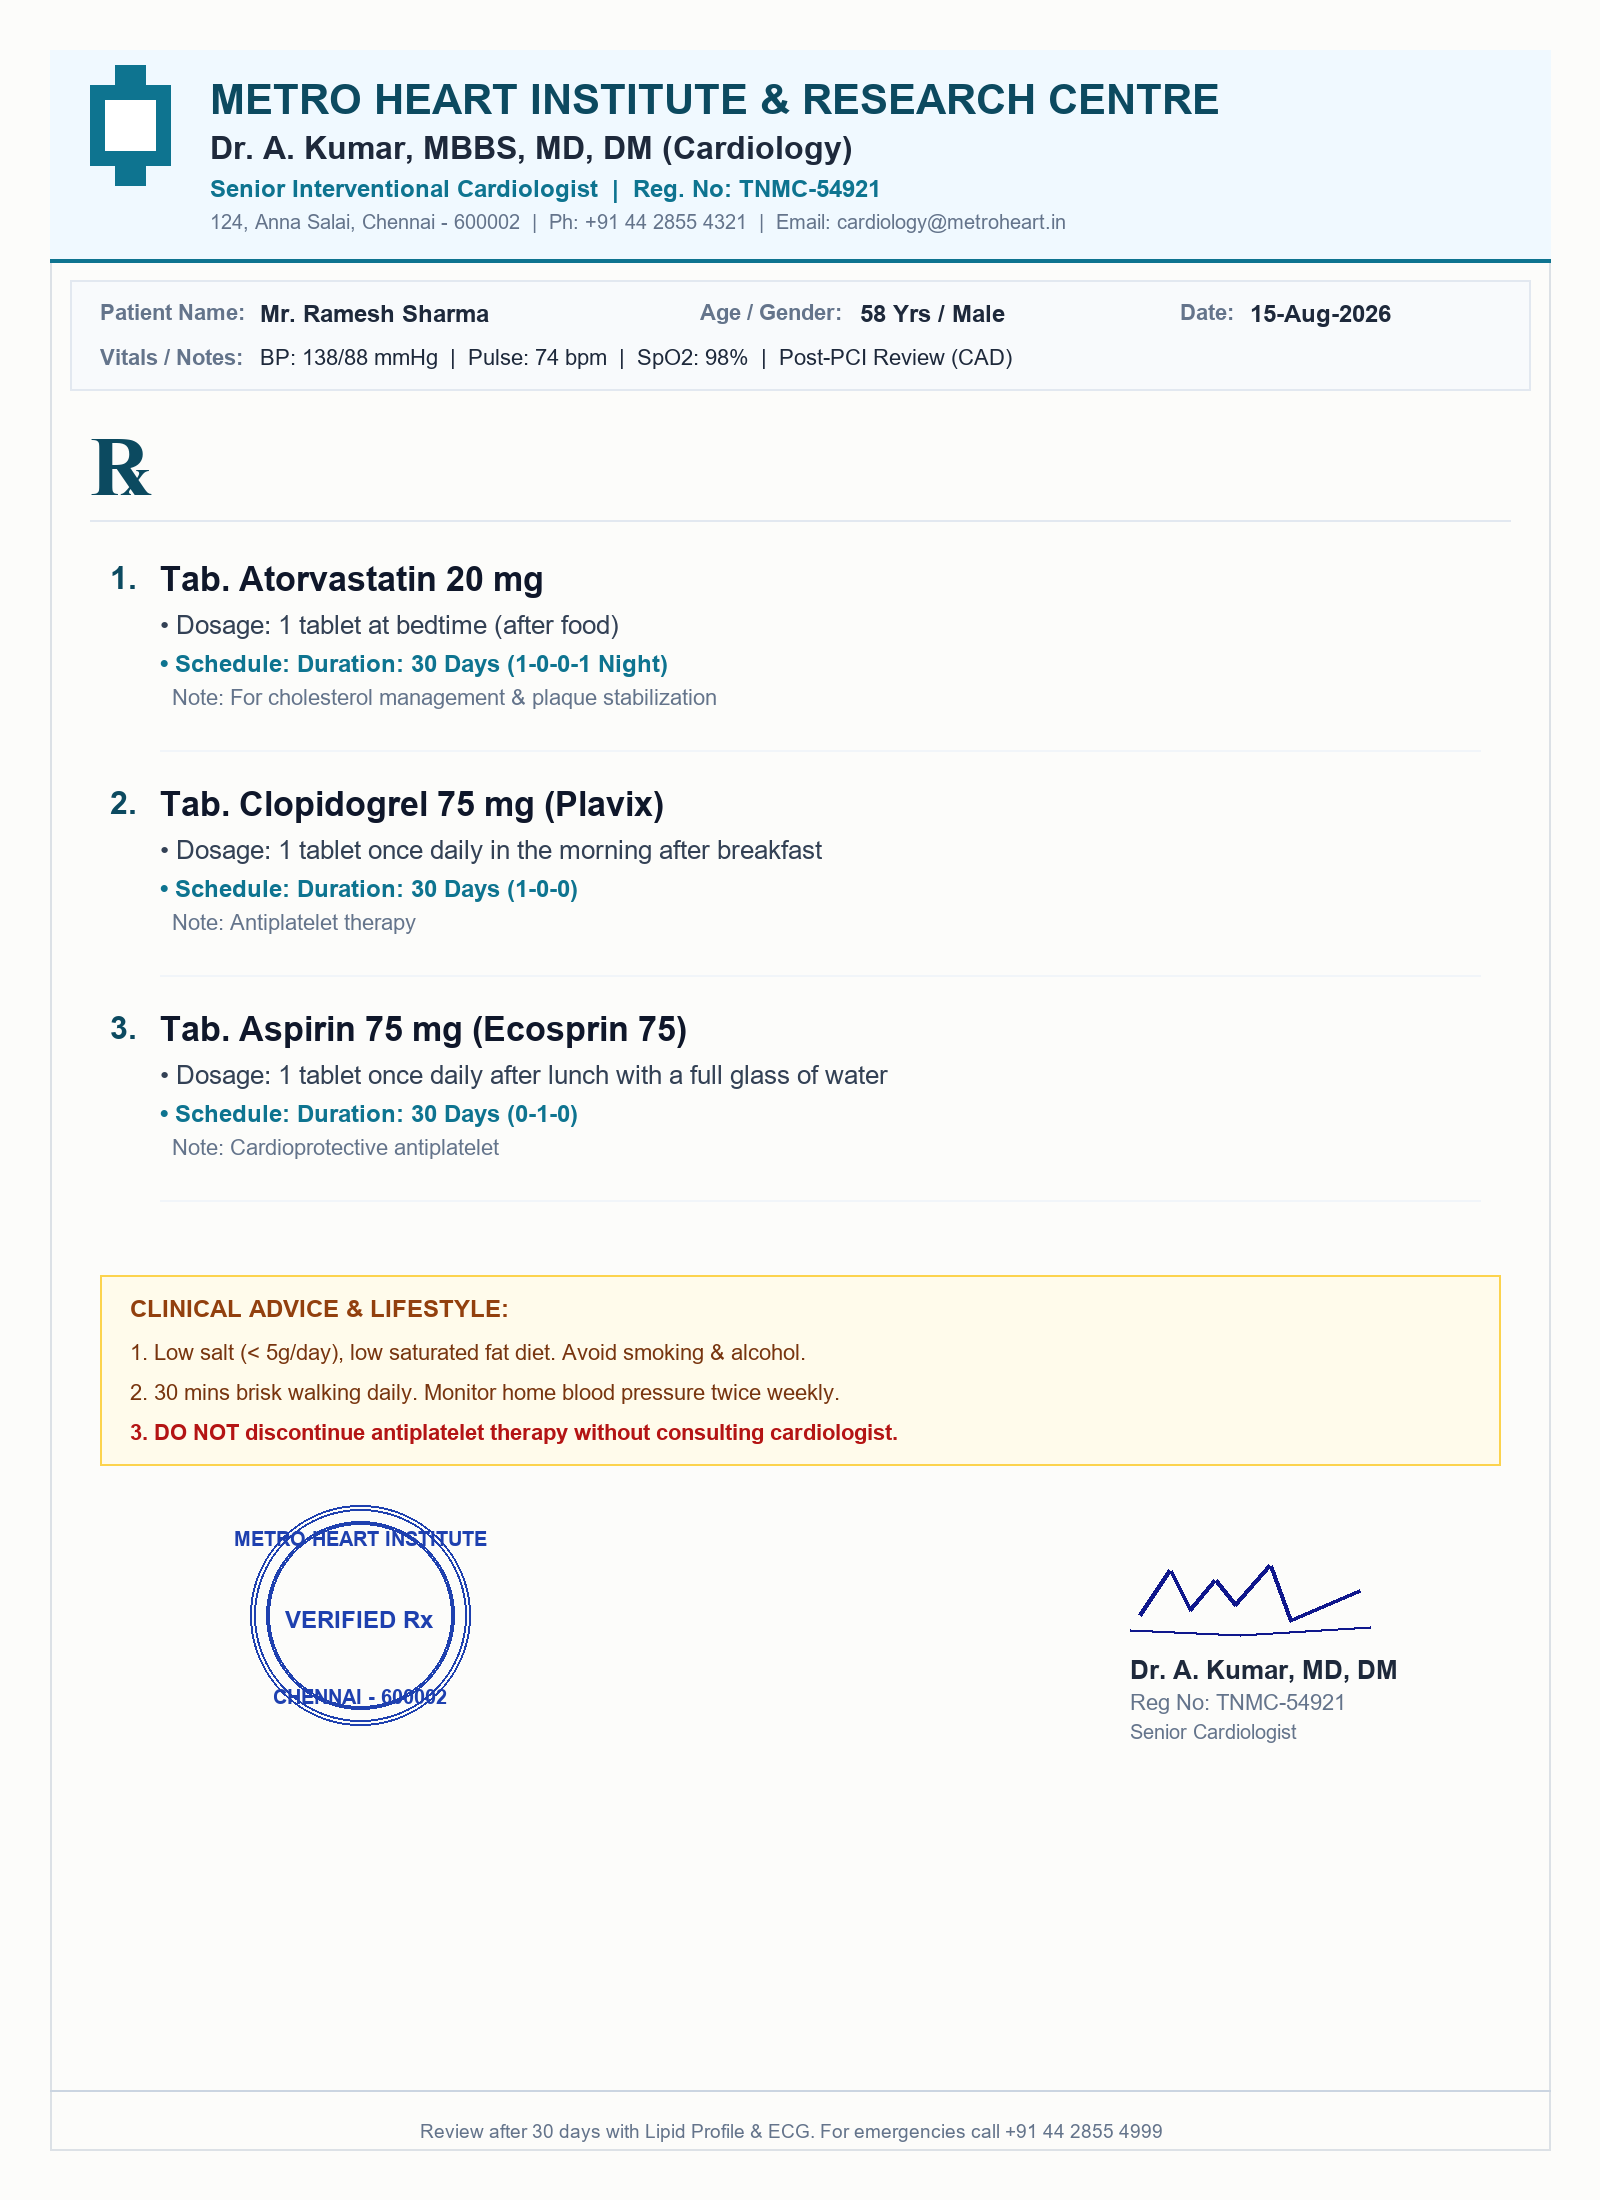 METRO HEART INSTITUTE & RESEARCH CENTRE
Dr. A. Kumar, MBBS, MD, DM (Cardiology)
Senior Interventional Cardiologist | Reg. No: TNMC-54921
124, Anna Salai, Chennai - 600002 | Ph: +91 44 2855 4321 | Email: cardiology@metroheart.in
Patient Name: Mr. Ramesh Sharma Age / Gender: 58 Yrs / Male Date: 15-Aug-2026
Vitals / Notes: BP: 138/88 mmHg | Pulse: 74 bpm | SpO2: 98% | Post-PCI Review (CAD)
Rx
1. Tab. Atorvastatin 20 mg
• Dosage: 1 tablet at bedtime (after food)
• Schedule: Duration: 30 Days (1-0-0-1 Night)
Note: For cholesterol management & plaque stabilization
2. Tab. Clopidogrel 75 mg (Plavix)
• Dosage: 1 tablet once daily in the morning after breakfast
• Schedule: Duration: 30 Days (1-0-0)
Note: Antiplatelet therapy
3. Tab. Aspirin 75 mg (Ecosprin 75)
• Dosage: 1 tablet once daily after lunch with a full glass of water
• Schedule: Duration: 30 Days (0-1-0)
Note: Cardioprotective antiplatelet
CLINICAL ADVICE & LIFESTYLE:
1. Low salt (< 5g/day), low saturated fat diet. Avoid smoking & alcohol.
2. 30 mins brisk walking daily. Monitor home blood pressure twice weekly.
3. DO NOT discontinue antiplatelet therapy without consulting cardiologist.
METRO HEART INSTITUTE
VERIFIED Rx
CHENNAI - 600002
Dr. A. Kumar, MD, DM
Reg No: TNMC-54921
Senior Cardiologist
Review after 30 days with Lipid Profile & ECG. For emergencies call +91 44 2855 4999